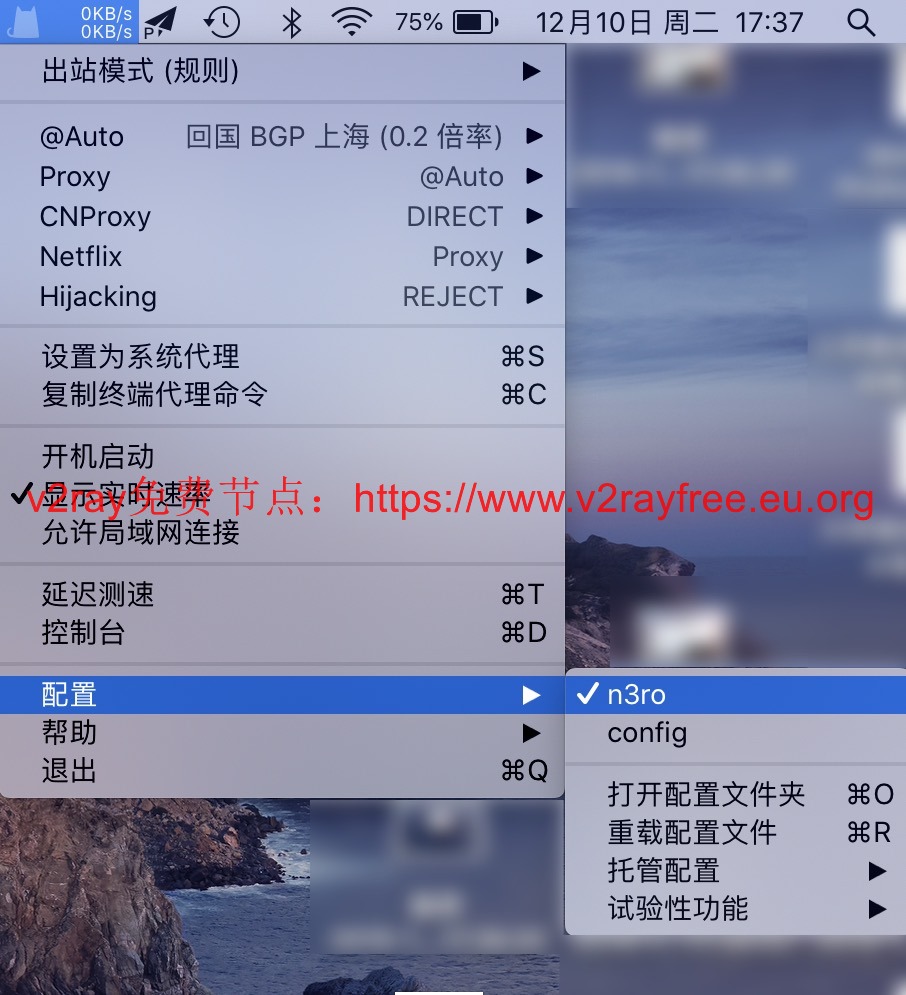 0KB/s
0KB/s
P
75%
12月10日 周二 17:37
出站模式 (规则)
@Auto 回国 BGP 上海 (0.2 倍率)
Proxy @Auto
CNProxy DIRECT
Netflix Proxy
Hijacking REJECT
设置为系统代理 ⌘S
复制终端代理命令 ⌘C
开机启动
显示实时速率
v2ray免费节点：https://www.v2rayfree.eu.org
允许局域网连接
延迟测速 ⌘T
控制台 ⌘D
配置
n3ro
帮助
config
退出 ⌘Q
打开配置文件夹 ⌘O
重载配置文件 ⌘R
托管配置
试验性功能